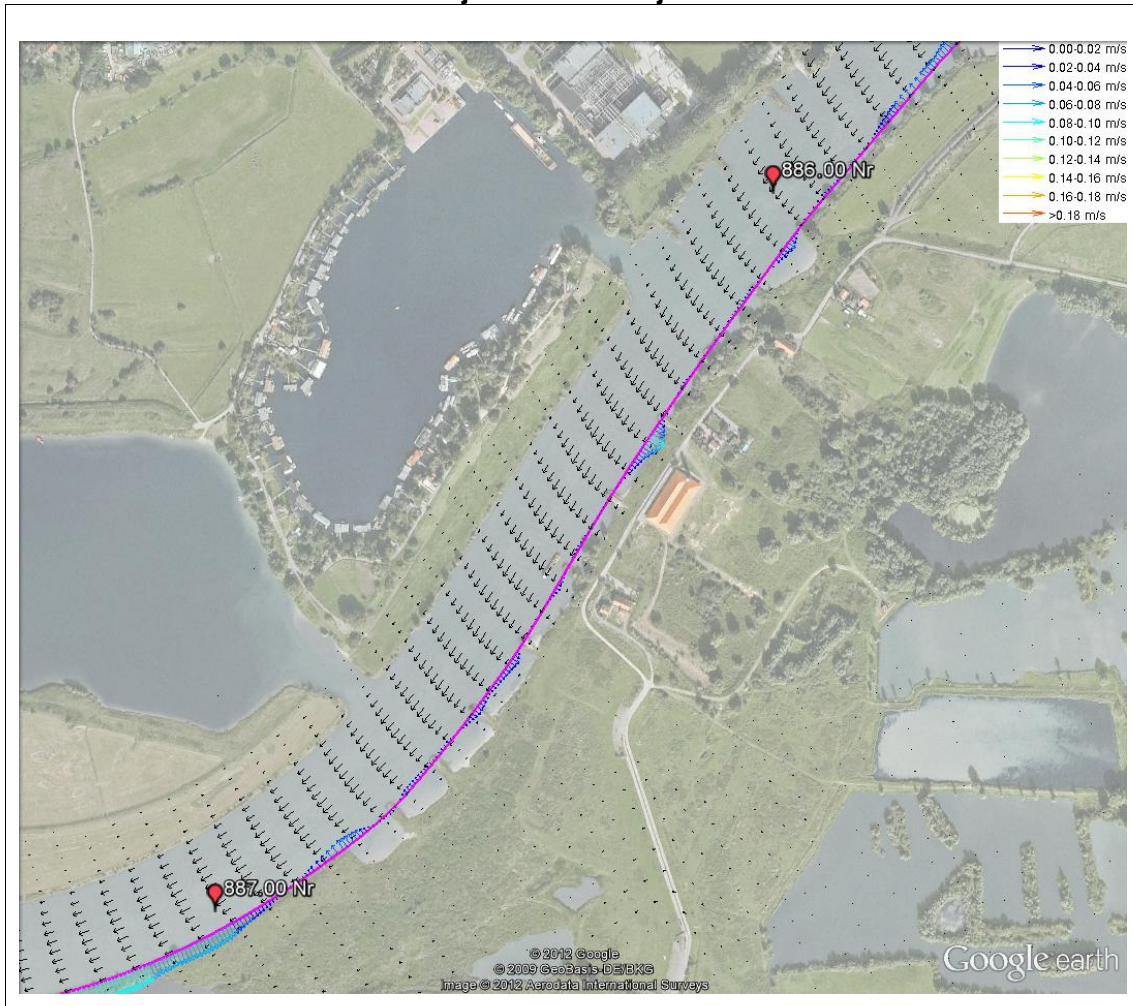 0.00-0.02 m/s
0.02-0.04 m/s
0.04-0.06 m/s
0.06-0.08 m/s
0.08-0.10 m/s
0.10-0.12 m/s
0.12-0.14 m/s
0.14-0.16 m/s
0.16-0.18 m/s
>0.18 m/s
886.00 Nr
887.00 Nr
© 2012 Google
© 2009 GeoBasis-DE/BKG
Image © 2012 Aerodata International Surveys
Google earth